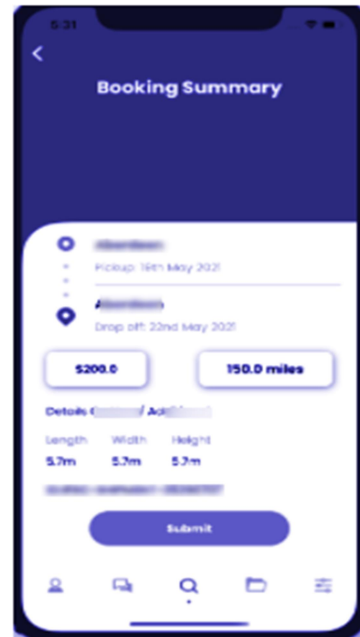 5:31
Booking Summary
Pickup: 19th May 2021
Drop off: 22nd May 2021
$200.0 150.0 miles
Details
Length Width Height
5.7m 5.7m 5.7m
Submit